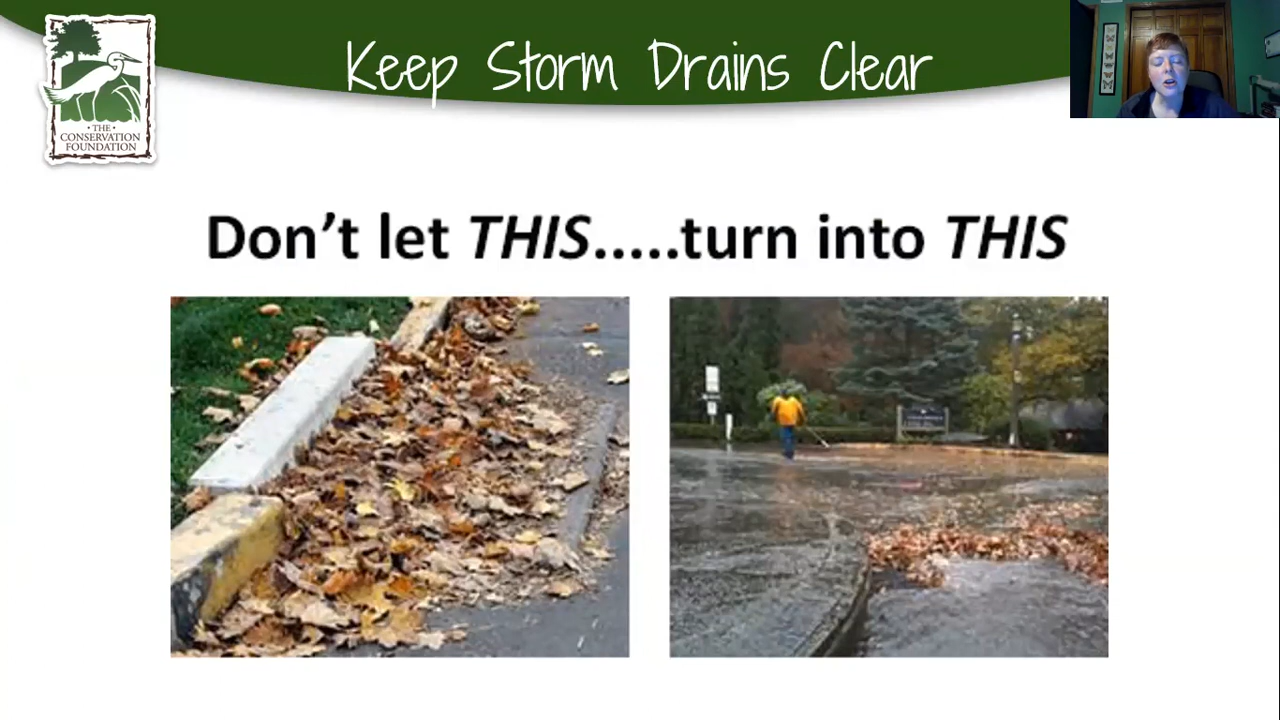 Keep Storm Drains Clear
• THE •
CONSERVATION
FOUNDATION
Don't let THIS.....turn into THIS